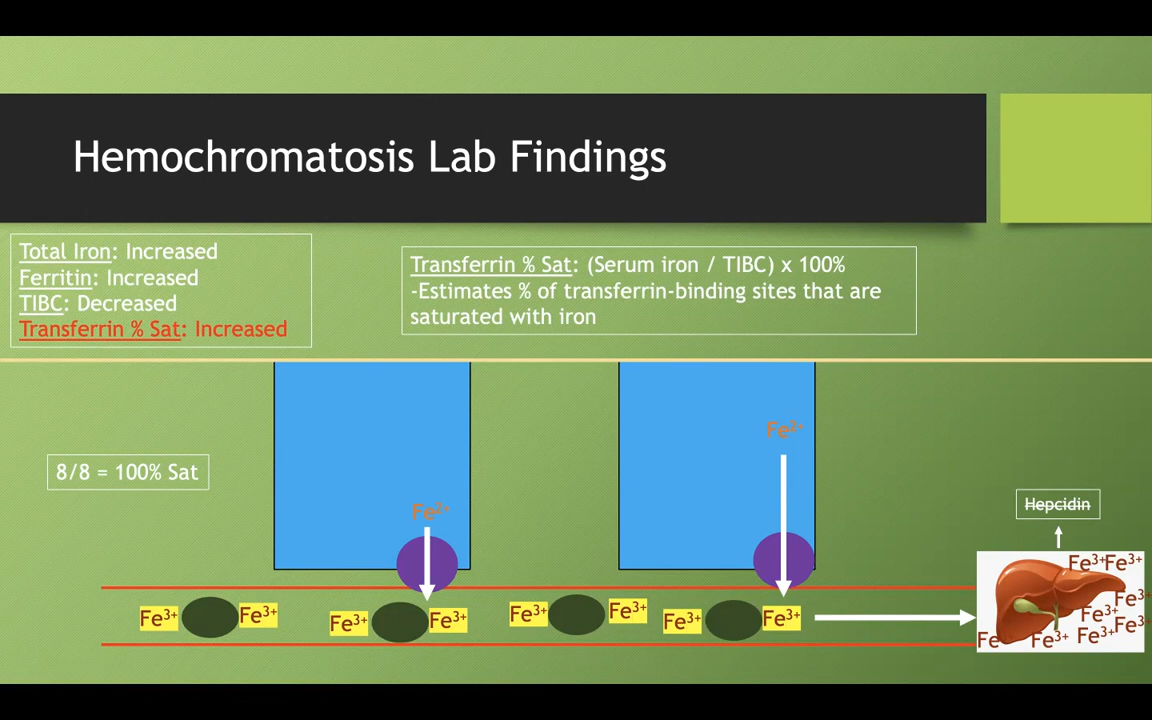 Hemochromatosis Lab Findings
Total Iron: Increased
Ferritin: Increased
TIBC: Decreased
Transferrin % Sat: Increased
Transferrin % Sat: (Serum iron / TIBC) x 100%
-Estimates % of transferrin-binding sites that are
saturated with iron
8/8 = 100% Sat
Fe²⁺
Fe²⁺
Hepcidin
Fe³⁺ Fe³⁺ Fe³⁺ Fe³⁺ Fe³⁺ Fe³⁺ Fe³⁺ Fe³⁺
Fe³⁺Fe³⁺
Fe³⁺
Fe³⁺
Fe³⁺
Fe Fe³⁺ Fe³⁺